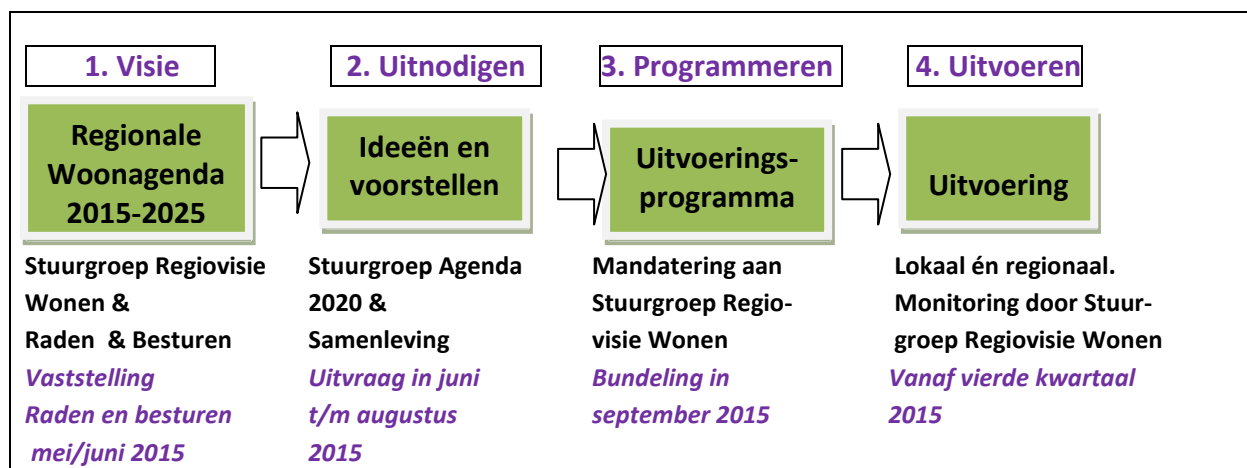 1. Visie
Regionale
Woonagenda
2015-2025
Stuurgroep Regiovisie
Wonen &
Raden & Besturen
Vaststelling
Raden en besturen
mei/juni 2015
2. Uitnodigen
Ideeën en
voorstellen
Stuurgroep Agenda
2020 &
Samenleving
Uitvraag in juni
t/m augustus
2015
3. Programmeren
Uitvoerings-
programma
Mandatering aan
Stuurgroep Regio-
visie Wonen
Bundeling in
september 2015
4. Uitvoeren
Uitvoering
Lokaal én regionaal.
Monitoring door Stuur-
groep Regiovisie Wonen
Vanaf vierde kwartaal
2015